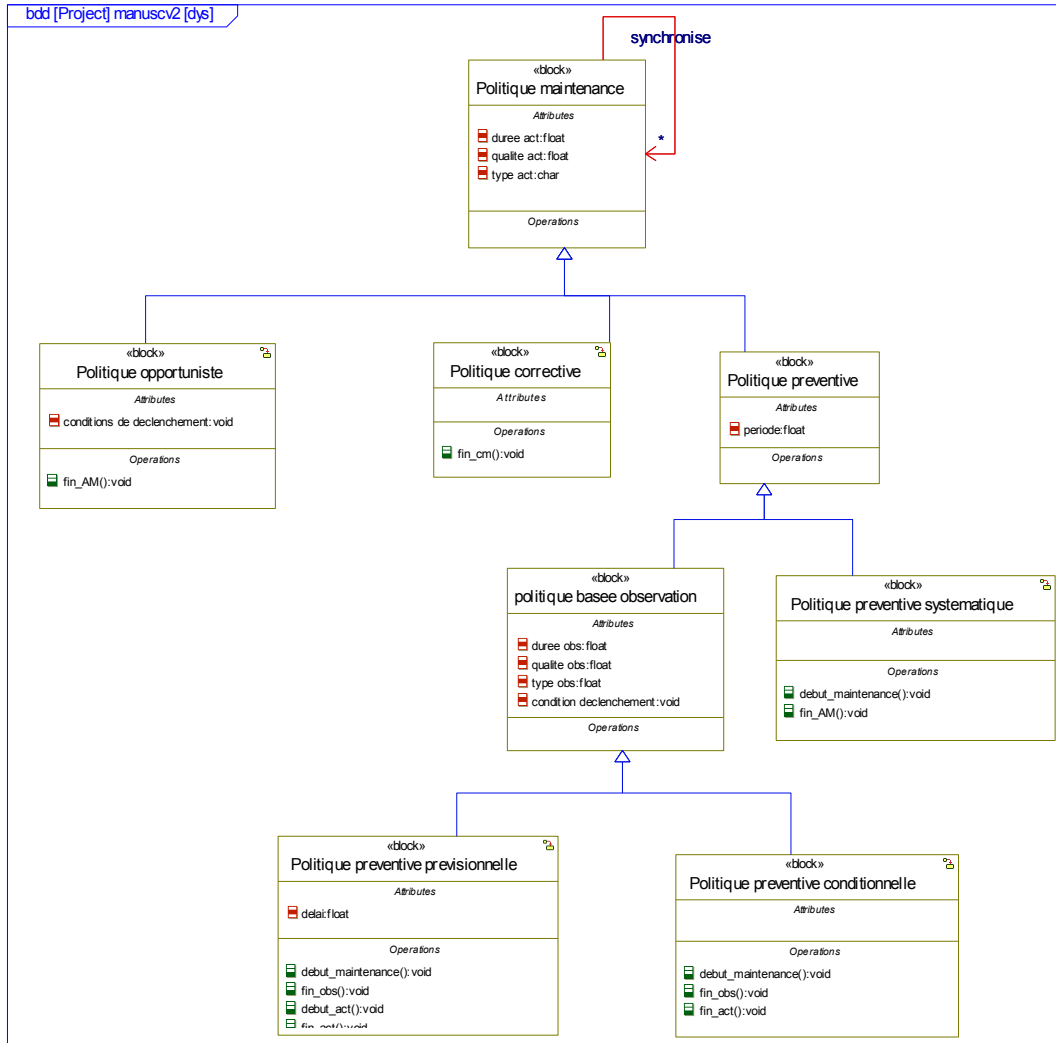 bdd [Project] manuscv2 [dys]
synchronise
*
«block»
Politique maintenance
Attributes
duree act:float
qualite act:float
type act:char
Operations
«block»
Politique opportuniste
Attributes
conditions de declenchement:void
Operations
fin_AM():void
«block»
Politique corrective
Attributes
Operations
fin_cm():void
«block»
Politique preventive
Attributes
periode:float
Operations
«block»
politique basee observation
Attributes
duree obs:float
qualite obs:float
type obs:float
condition declenchement:void
Operations
«block»
Politique preventive systematique
Attributes
Operations
debut_maintenance():void
fin_AM():void
«block»
Politique preventive previsionnelle
Attributes
delai:float
Operations
debut_maintenance():void
fin_obs():void
debut_act():void
fin_act():void
«block»
Politique preventive conditionnelle
Attributes
Operations
debut_maintenance():void
fin_obs():void
fin_act():void